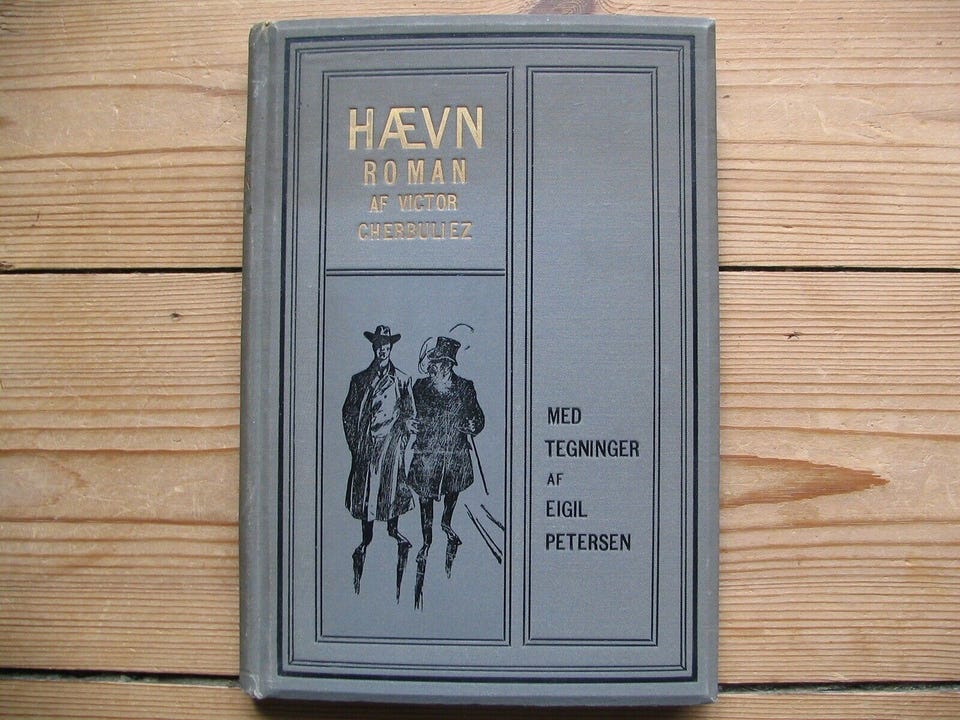 HÆVN
ROMAN
AF VICTOR
CHERBULIEZ
MED
TEGNINGER
AF
EIGIL
PETERSEN